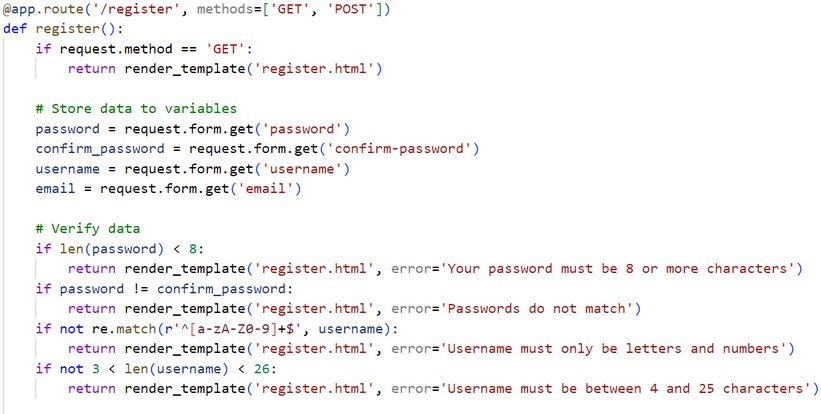 @app.route('/register', methods=['GET', 'POST'])
def register():
    if request.method == 'GET':
        return render_template('register.html')

    # Store data to variables
    password = request.form.get('password')
    confirm_password = request.form.get('confirm-password')
    username = request.form.get('username')
    email = request.form.get('email')

    # Verify data
    if len(password) < 8:
        return render_template('register.html', error='Your password must be 8 or more characters')
    if password != confirm_password:
        return render_template('register.html', error='Passwords do not match')
    if not re.match(r'^[a-zA-Z0-9]+$', username):
        return render_template('register.html', error='Username must only be letters and numbers')
    if not 3 < len(username) < 26:
        return render_template('register.html', error='Username must be between 4 and 25 characters')